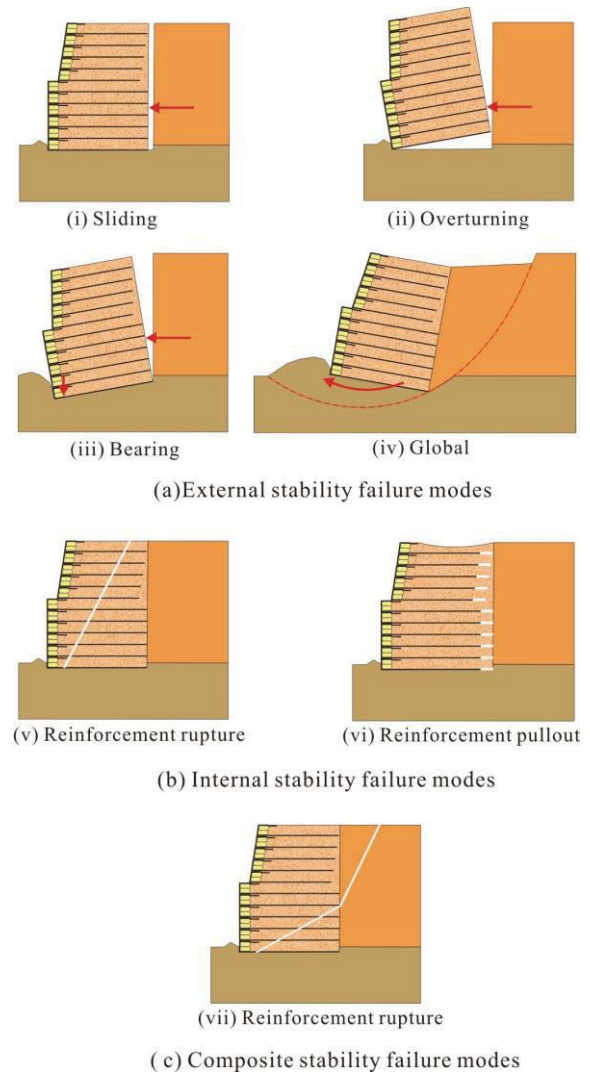 (i) Sliding
(ii) Overturning
(iii) Bearing
(iv) Global
(a)External stability failure modes
(v) Reinforcement rupture
(vi) Reinforcement pullout
(b) Internal stability failure modes
(vii) Reinforcement rupture
( c) Composite stability failure modes